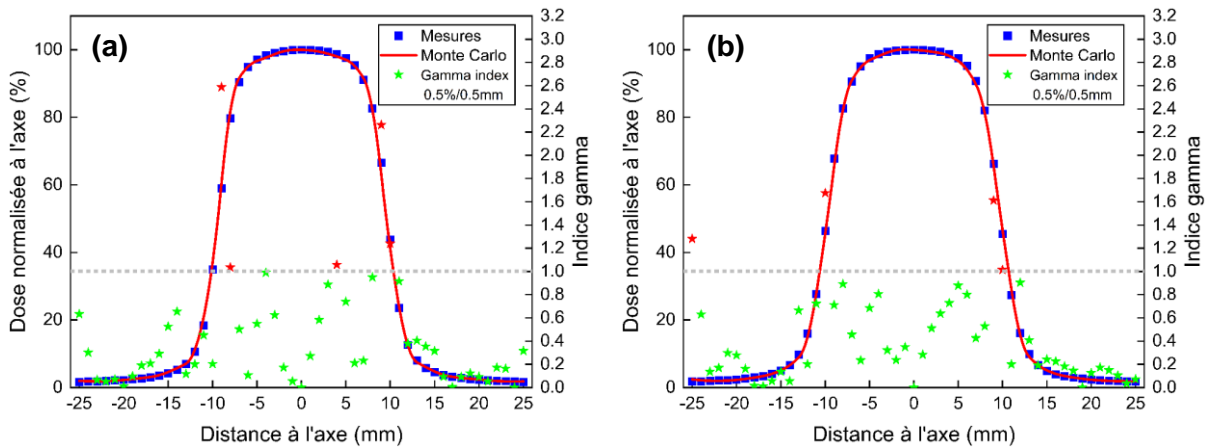 (a)
Mesures
Monte Carlo
Gamma index
0.5%/0.5mm
Dose normalisée à l'axe (%)
100
80
60
40
20
0
3.2
3.0
2.8
2.6
2.4
2.2
2.0
1.8
1.6
1.4
1.2
1.0
0.8
0.6
0.4
0.2
0.0
Indice gamma
-25 -20 -15 -10 -5 0 5 10 15 20 25
Distance à l'axe (mm)
(b)
Mesures
Monte Carlo
Gamma index
0.5%/0.5mm
Dose normalisée à l'axe (%)
100
80
60
40
20
0
3.2
3.0
2.8
2.6
2.4
2.2
2.0
1.8
1.6
1.4
1.2
1.0
0.8
0.6
0.4
0.2
0.0
Indice gamma
-25 -20 -15 -10 -5 0 5 10 15 20 25
Distance à l'axe (mm)